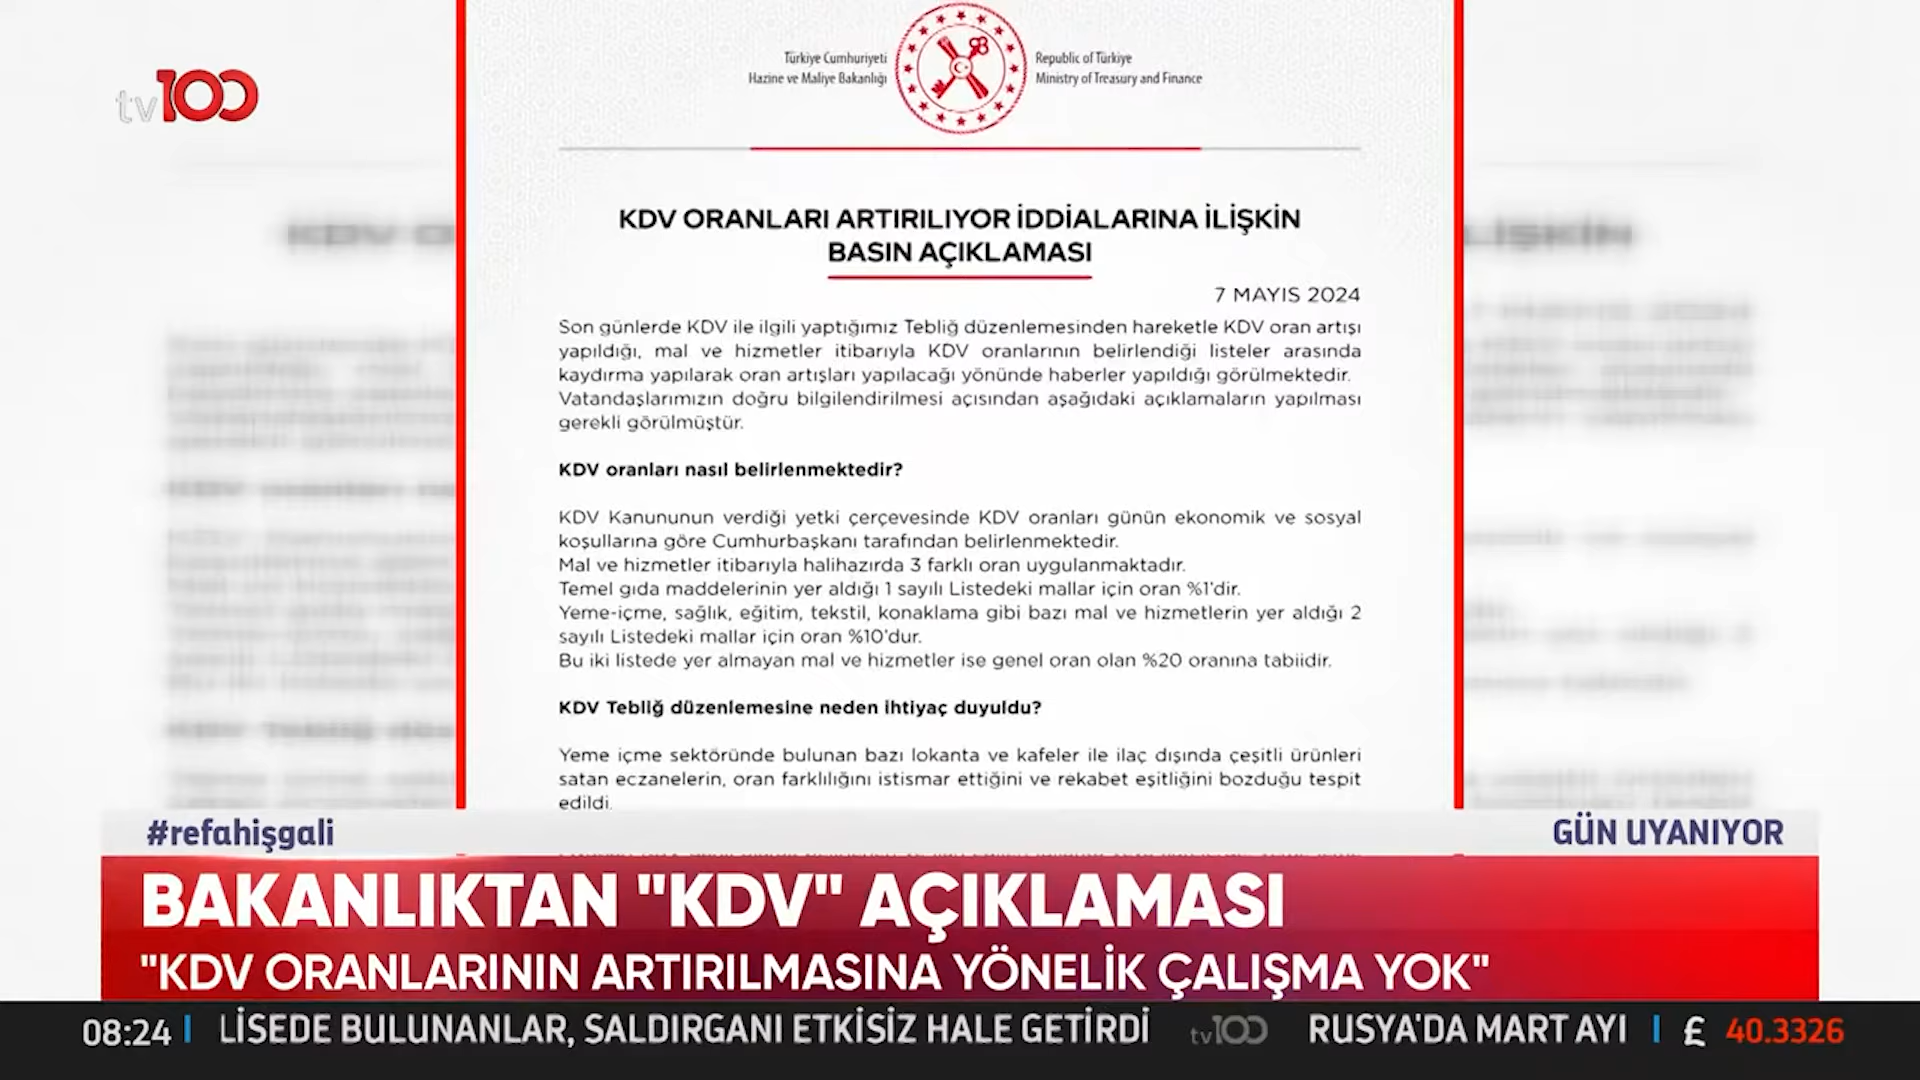 tv100
Türkiye Cumhuriyeti
Hazine ve Maliye Bakanlığı
Republic of Türkiye
Ministry of Treasury and Finance
KDV ORANLARI ARTIRILIYOR İDDİALARINA İLİŞKİN
BASIN AÇIKLAMASI
7 MAYIS 2024
Son günlerde KDV ile ilgili yaptığımız Tebliğ düzenlemesinden hareketle KDV oran artışı
yapıldığı, mal ve hizmetler itibarıyla KDV oranlarının belirlendiği listeler arasında
kaydırma yapılarak oran artışları yapılacağı yönünde haberler yapıldığı görülmektedir.
Vatandaşlarımızın doğru bilgilendirilmesi açısından aşağıdaki açıklamaların yapılması
gerekli görülmüştür.
KDV oranları nasıl belirlenmektedir?
KDV Kanununun verdiği yetki çerçevesinde KDV oranları günün ekonomik ve sosyal
koşullarına göre Cumhurbaşkanı tarafından belirlenmektedir.
Mal ve hizmetler itibarıyla halihazırda 3 farklı oran uygulanmaktadır.
Temel gıda maddelerinin yer aldığı 1 sayılı Listedeki mallar için oran %1'dir.
Yeme-içme, sağlık, eğitim, tekstil, konaklama gibi bazı mal ve hizmetlerin yer aldığı 2
sayılı Listedeki mallar için oran %10'dur.
Bu iki listede yer almayan mal ve hizmetler ise genel oran olan %20 oranına tabiidir.
KDV Tebliğ düzenlemesine neden ihtiyaç duyuldu?
Yeme içme sektöründe bulunan bazı lokanta ve kafeler ile ilaç dışında çeşitli ürünleri
satan eczanelerin, oran farklılığını istismar ettiğini ve rekabet eşitliğini bozduğu tespit
edildi.
#refahişgali
GÜN UYANIYOR
BAKANLIKTAN "KDV" AÇIKLAMASI
"KDV ORANLARININ ARTIRILMASINA YÖNELİK ÇALIŞMA YOK"
08:24 LİSEDE BULUNANLAR, SALDIRGANI ETKİSİZ HALE GETİRDİ tv100 RUSYA'DA MART AYI £ 40.3326